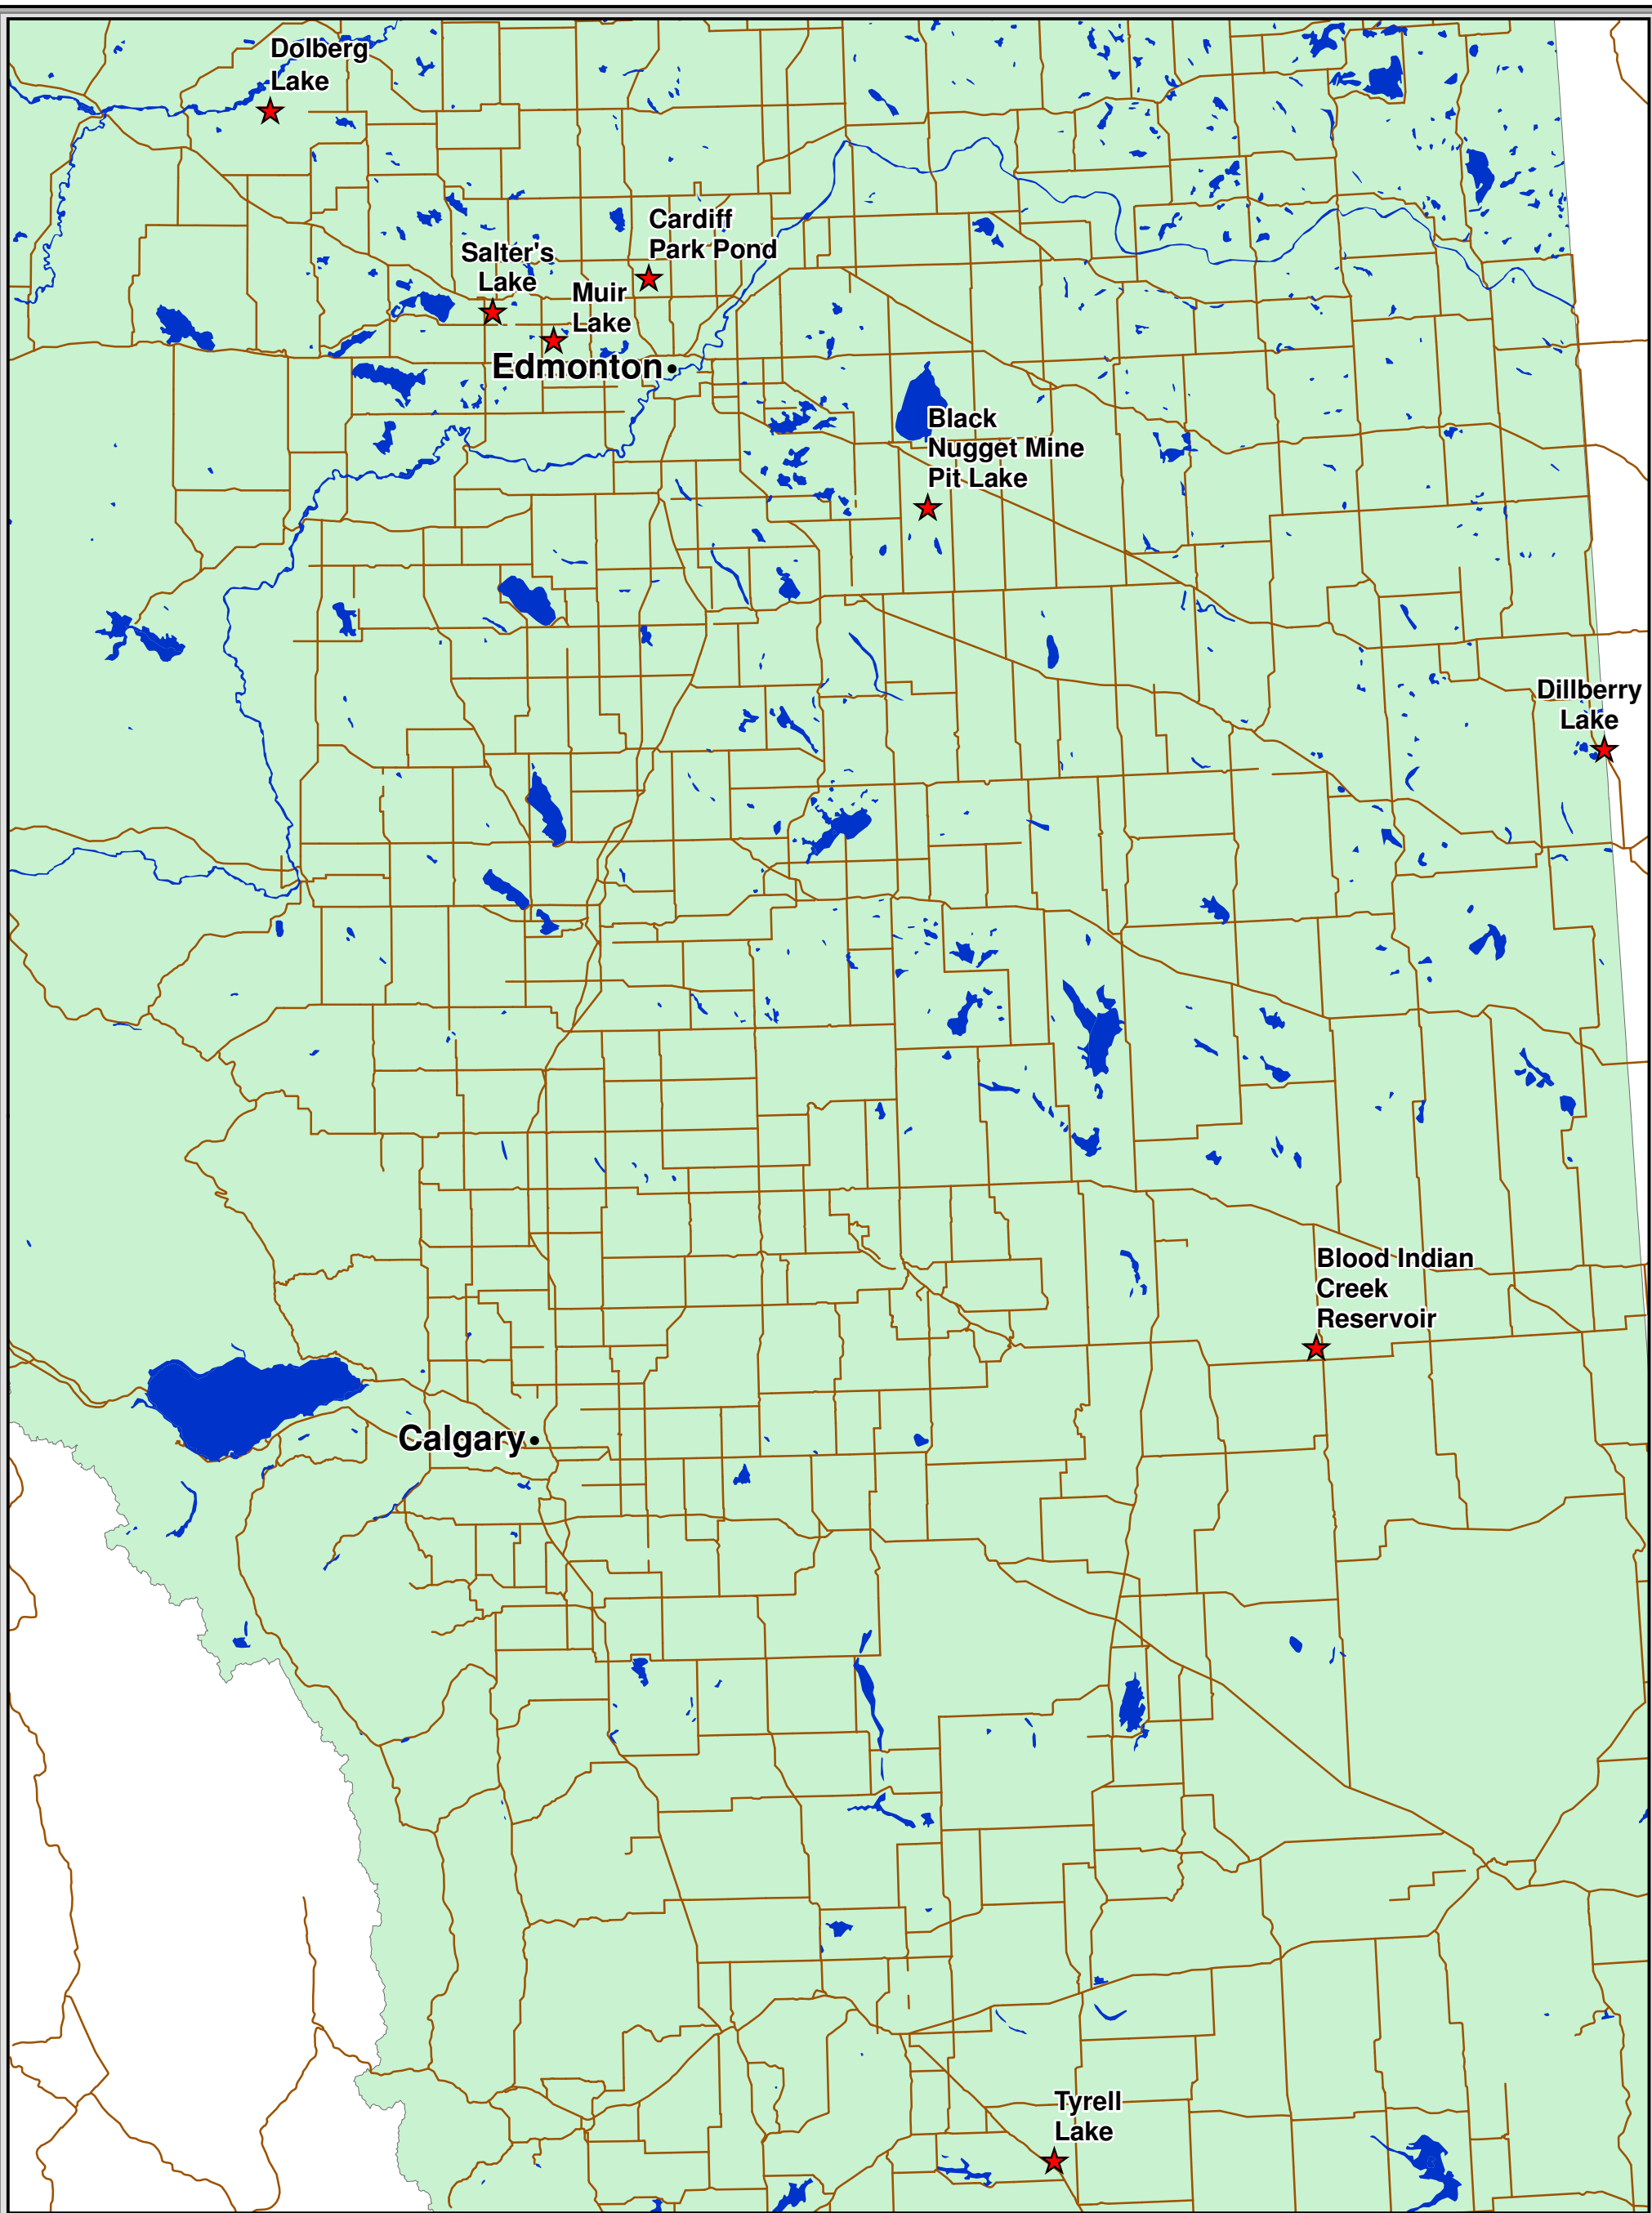 Dolberg
Lake
Cardiff
Park Pond
Salter's
Lake
Muir
Lake
Edmonton
Black
Nugget Mine
Pit Lake
Dillberry
Lake
Blood Indian
Creek
Reservoir
Calgary
Tyrell
Lake